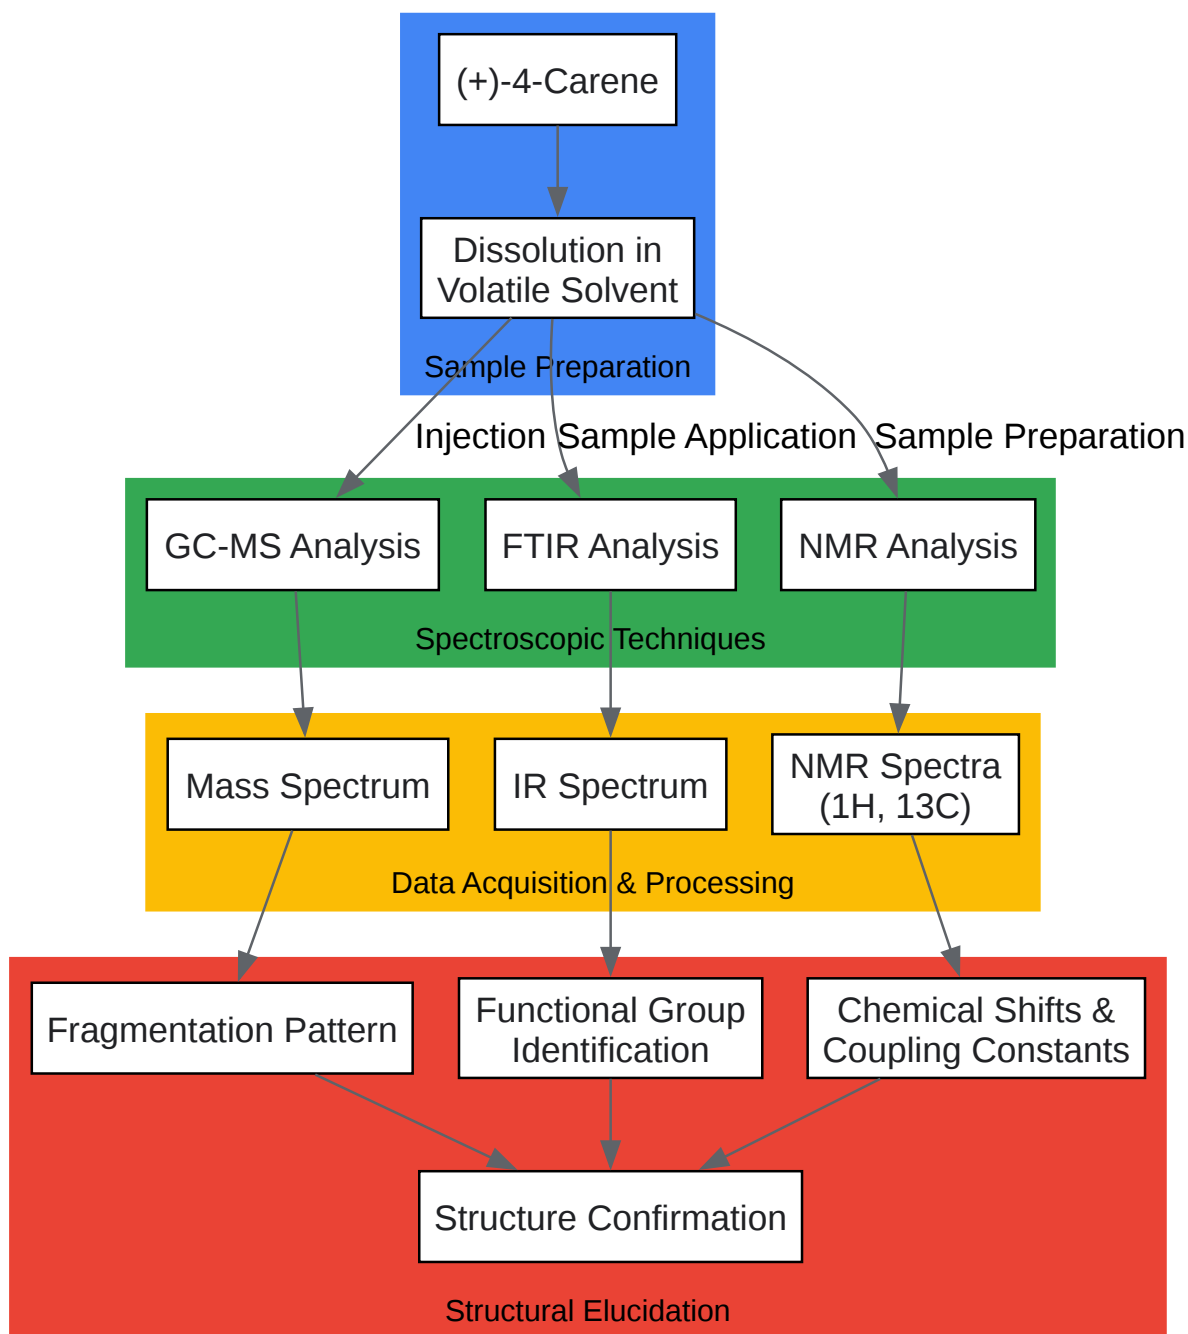 (+)-4-Carene
Dissolution in
Volatile Solvent
Sample Preparation
Injection
Sample Application
Sample Preparation
GC-MS Analysis
FTIR Analysis
NMR Analysis
Spectroscopic Techniques
Mass Spectrum
IR Spectrum
NMR Spectra
(1H, 13C)
Data Acquisition & Processing
Fragmentation Pattern
Functional Group
Identification
Chemical Shifts &
Coupling Constants
Structure Confirmation
Structural Elucidation